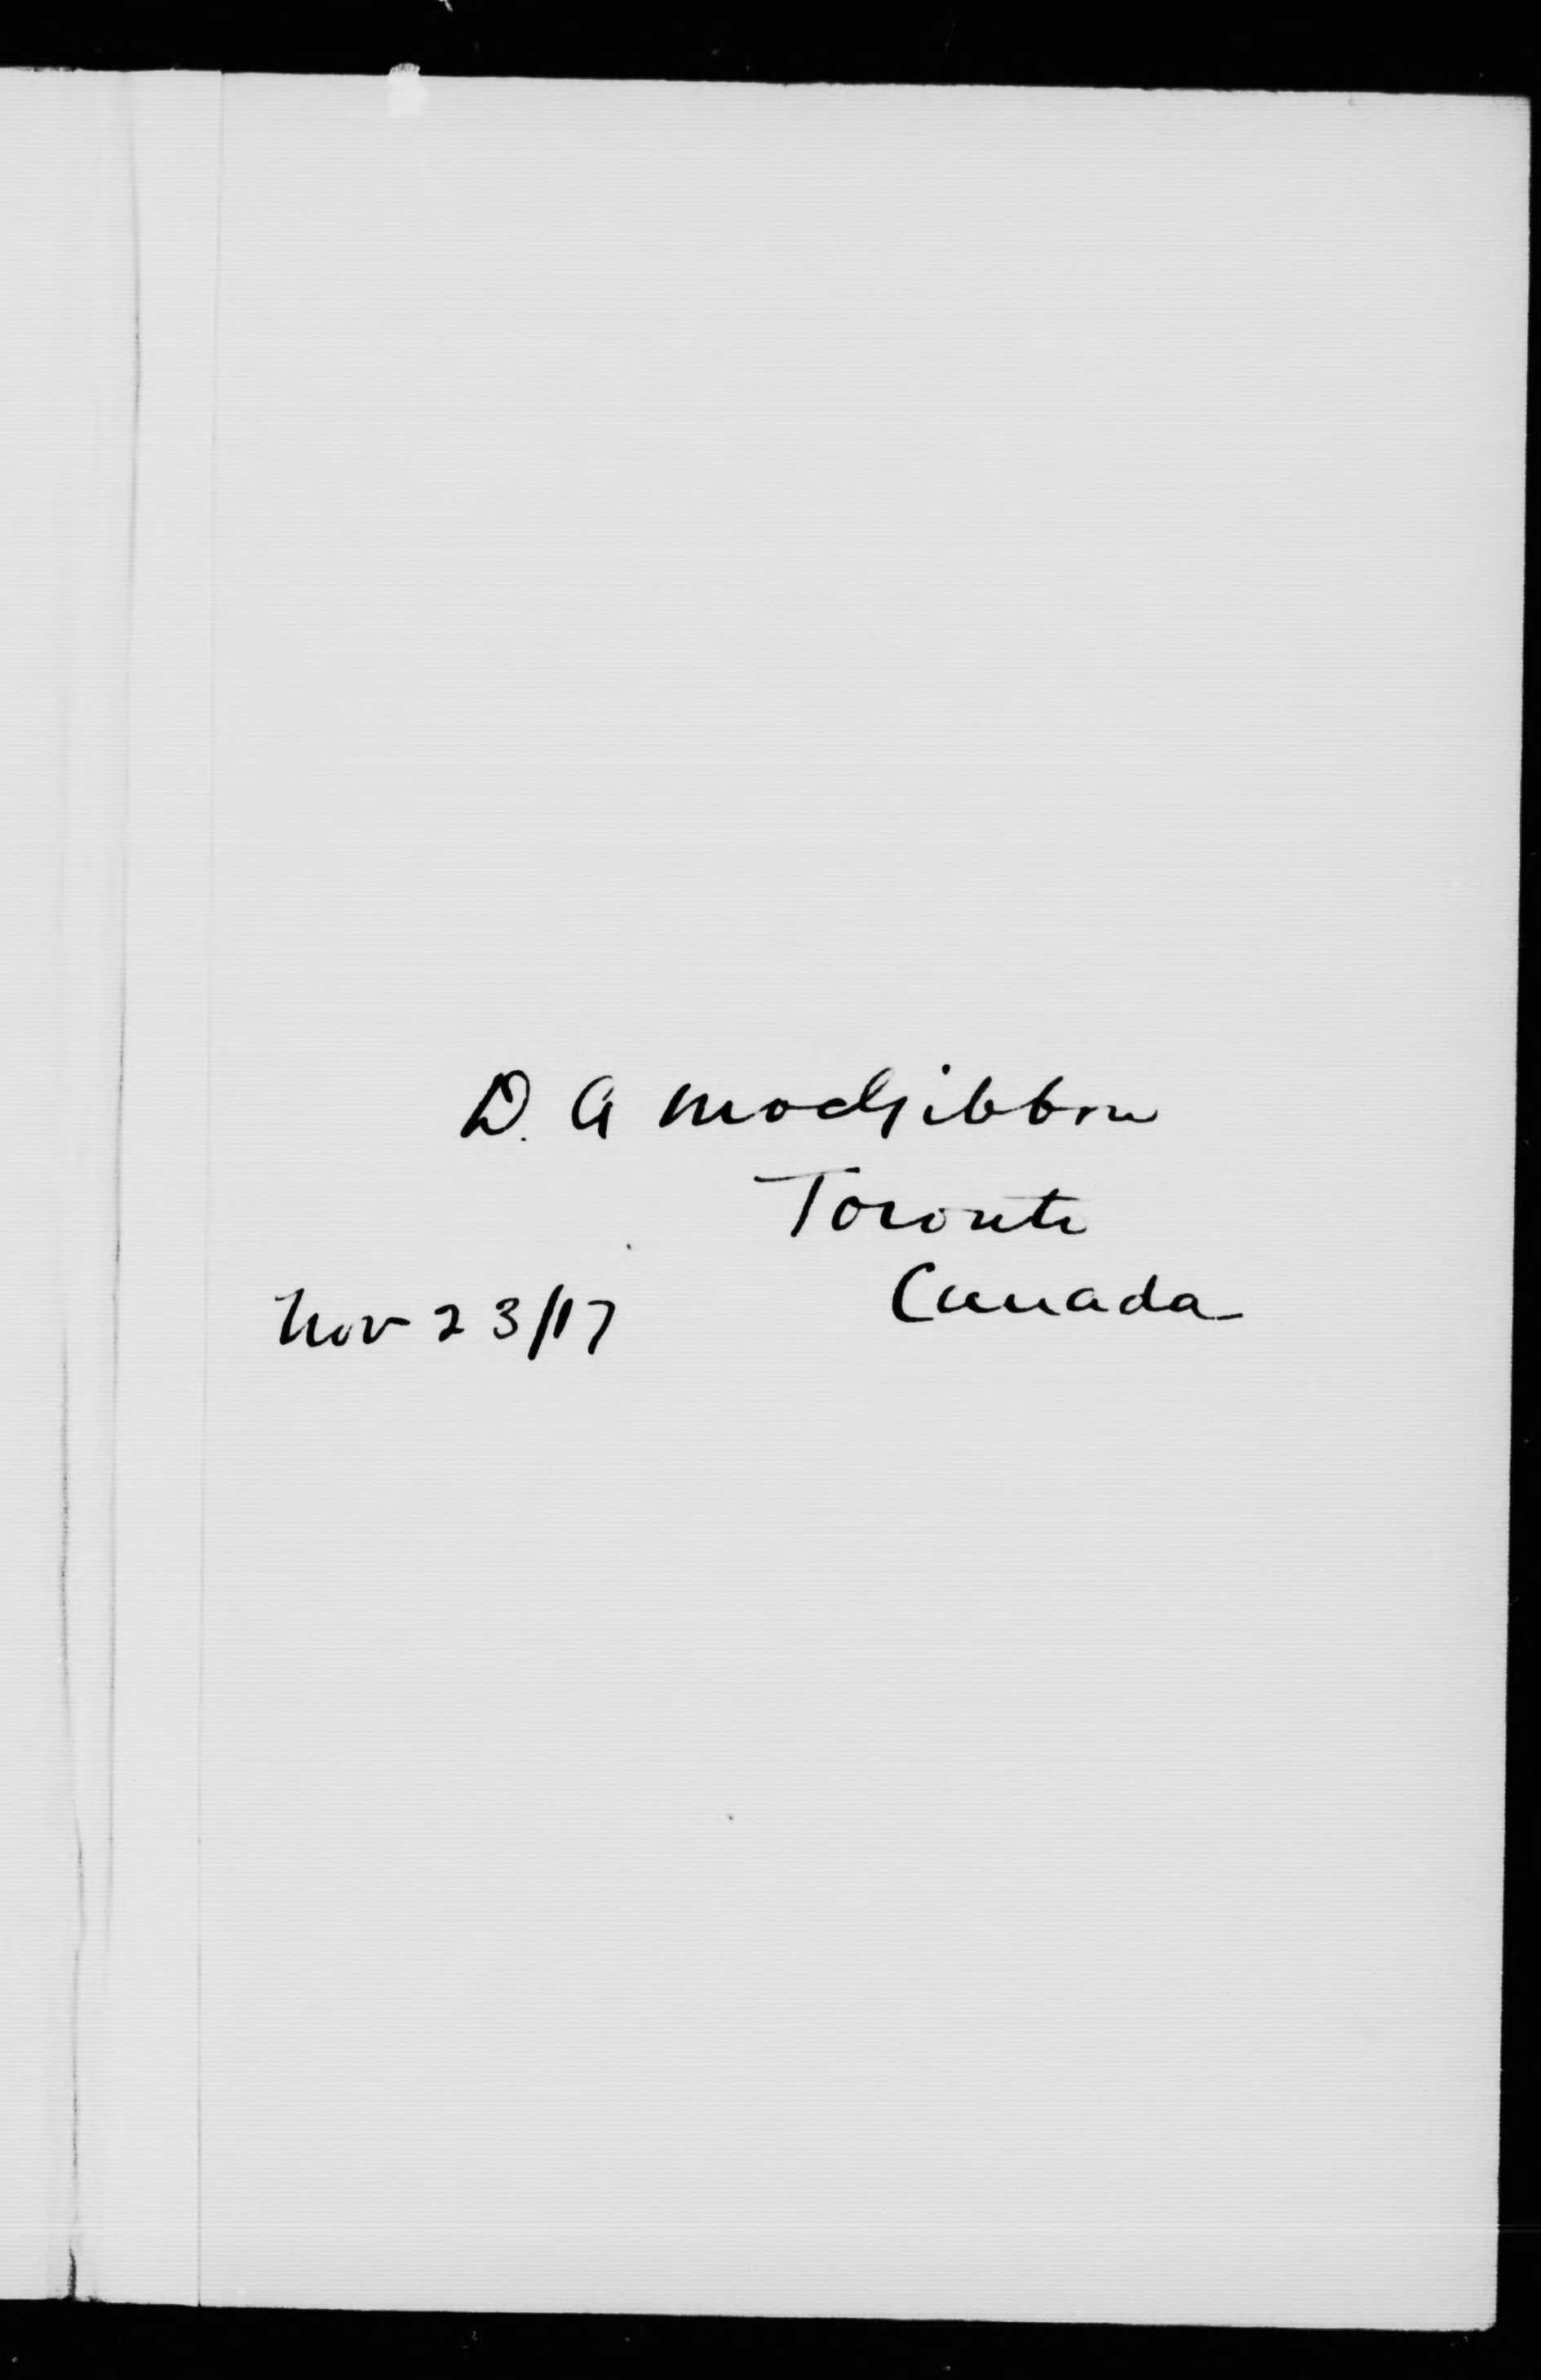 D. A MacGibbon
Toronto
Canada
Nov 23/17